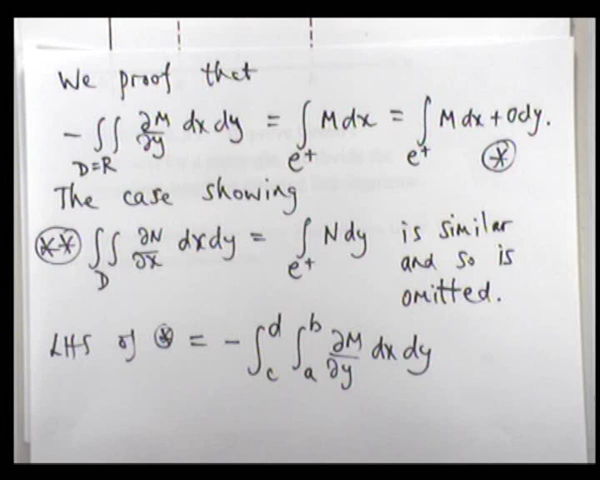 We proof that
- ∬ ∂M/∂y dx dy = ∫ M dx = ∫ M dx + 0 dy.
D=R e+ e+ (*)
The case showing
(**) ∬ ∂N/∂x dx dy = ∫ N dy is similar
D e+ and so is
omitted.
LHS of (*) = - ∫_c^d ∫_a^b ∂M/∂y dx dy